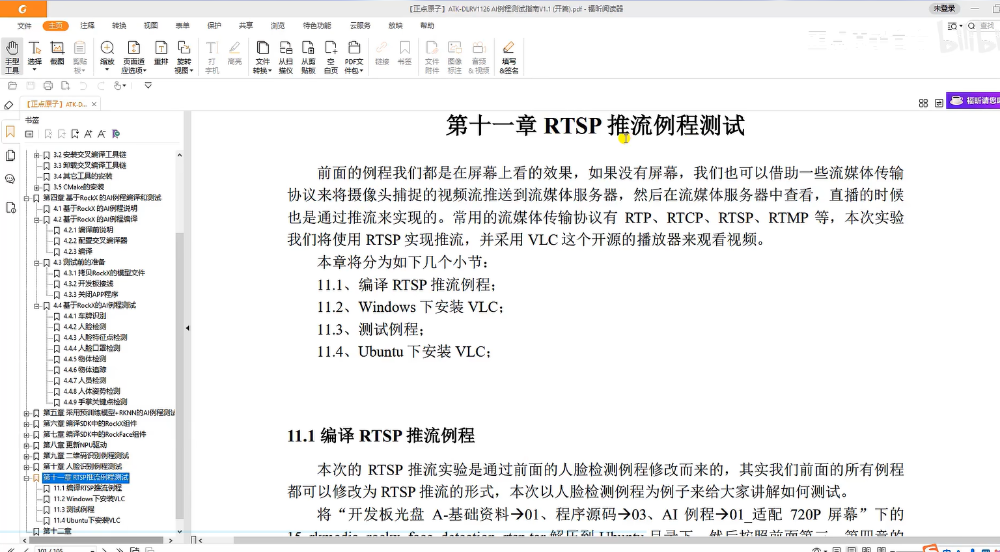 【正点原子】ATK-DLRV1126 AI例程测试指南V1.1 (开篇).pdf - 福昕阅读器
未登录
文件 主页 注释 转换 视图 表单 保护 共享 浏览 特色功能 云服务 放映 帮助
查找
手型工具 选择 截图 剪贴板 缩放 页面适应选项 重排 旋转视图 打字机 高亮 文件转换 从扫描仪 从剪贴板 空白页 PDF文件包 链接 书签 文件附件 图像标注 音频&视频 填写&签名
【正点原子】ATK-D...
福昕请您
书签
3.2 安装交叉编译工具链
3.3 卸载交叉编译工具链
3.4 其它工具的安装
3.5 CMake的安装
第四章 基于RockX 的AI例程编译和测试
4.1 基于RockX 的AI例程说明
4.2 基于RockX 的AI例程编译
4.2.1 编译前说明
4.2.2 配置交叉编译器
4.2.3 编译
4.3 测试前的准备
4.3.1 拷贝RockX的模型文件
4.3.2 开发板接线
4.3.3 关闭APP程序
4.4 基于RockX的AI例程测试
4.4.1 车牌识别
4.4.2 人脸检测
4.4.3 人脸特征点检测
4.4.4 人脸口罩检测
4.4.5 物体检测
4.4.6 物体追踪
4.4.7 人员检测
4.4.8 人体姿势检测
4.4.9 手掌关键点检测
第五章 采用预训练模型+RKNN的AI例程测试
第六章 编译SDK中的RockX组件
第七章 编译SDK中的RockFace组件
第八章 更新NPU驱动
第九章 二维码识别例程测试
第十章 人脸识别例程测试
第十一章 RTSP推流例程测试
11.1 编译RTSP推流例程
11.2 Windows下安装VLC
11.3 测试例程
11.4 Ubuntu下安装VLC
第十二章
101 / 105
第十一章 RTSP 推流例程测试
前面的例程我们都是在屏幕上看的效果，如果没有屏幕，我们也可以借助一些流媒体传输
协议来将摄像头捕捉的视频流推送到流媒体服务器，然后在流媒体服务器中查看，直播的时候
也是通过推流来实现的。常用的流媒体传输协议有 RTP、RTCP、RTSP、RTMP 等，本次实验
我们将使用 RTSP 实现推流，并采用 VLC 这个开源的播放器来观看视频。
本章将分为如下几个小节：
11.1、编译 RTSP 推流例程；
11.2、Windows 下安装 VLC；
11.3、测试例程；
11.4、Ubuntu 下安装 VLC；
11.1 编译 RTSP 推流例程
本次的 RTSP 推流实验是通过前面的人脸检测例程修改而来的，其实我们前面的所有例程
都可以修改为 RTSP 推流的形式，本次以人脸检测例程为例子来给大家讲解如何测试。
将“开发板光盘 A-基础资料→01、程序源码→03、AI 例程→01_适配 720P 屏幕”下的
15_rkmedia_rockx_face_detection_rtsp.tar 解压到 Ubuntu 目录下，然后按照前面第三、第四章的